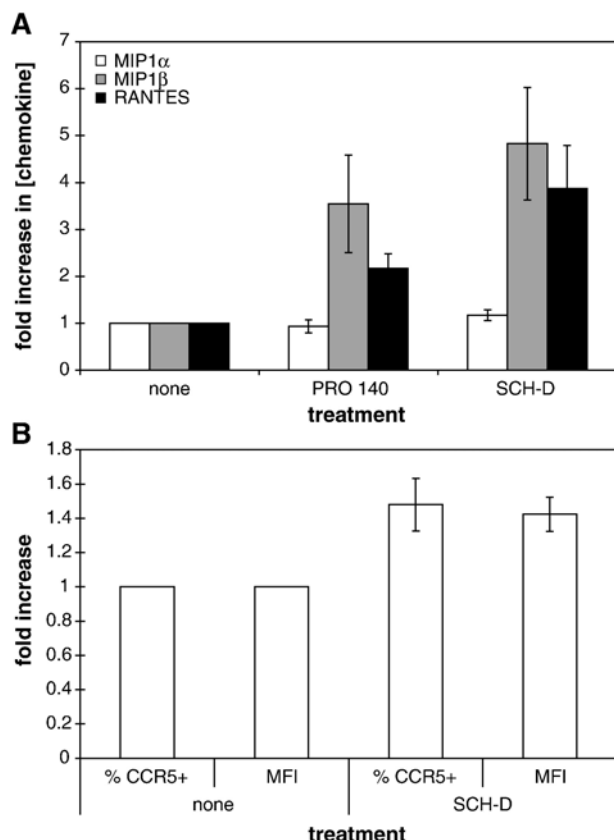 A
fold increase in [chemokine]
7
6
5
4
3
2
1
0
MIP1α
MIP1β
RANTES
none PRO 140 SCH-D
treatment
B
fold increase
1.8
1.6
1.4
1.2
1
0.8
0.6
0.4
0.2
0
% CCR5+ MFI % CCR5+ MFI
none SCH-D
treatment